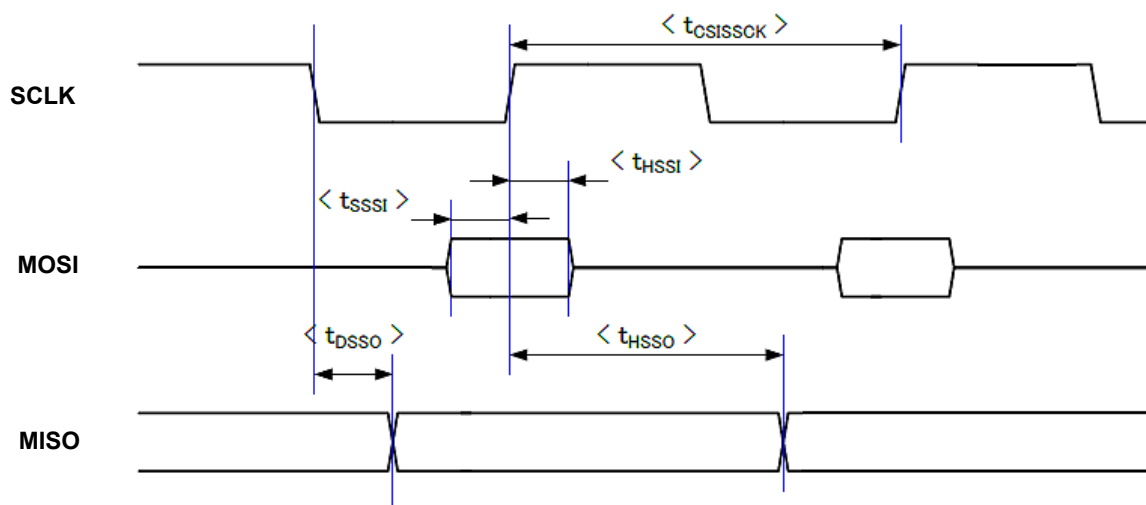 < tCSISSCK >
SCLK
< tHSSI >
< tSSSI >
MOSI
< tDSSO >
< tHSSO >
MISO